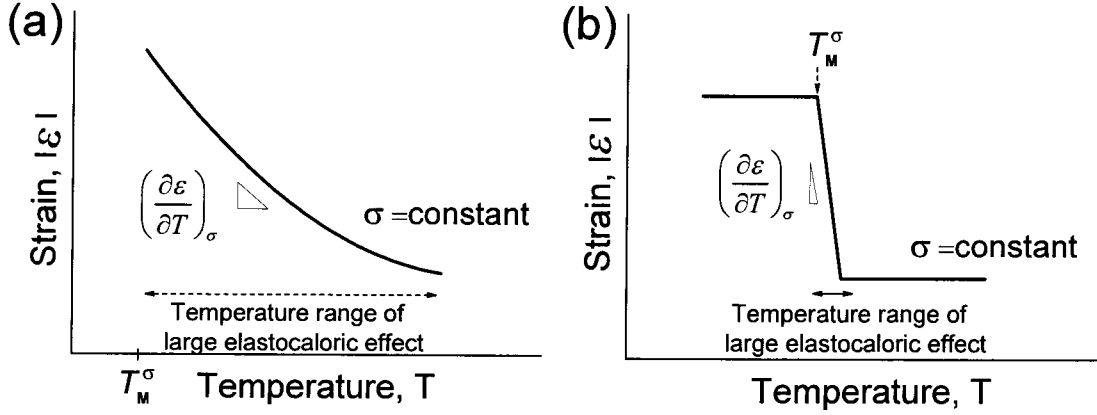 (a)
Strain, |ε|
(∂ε/∂T)σ
σ =constant
Temperature range of
large elastocaloric effect
T_M^σ
Temperature, T
(b)
T_M^σ
Strain, |ε|
(∂ε/∂T)σ
σ =constant
Temperature range of
large elastocaloric effect
Temperature, T